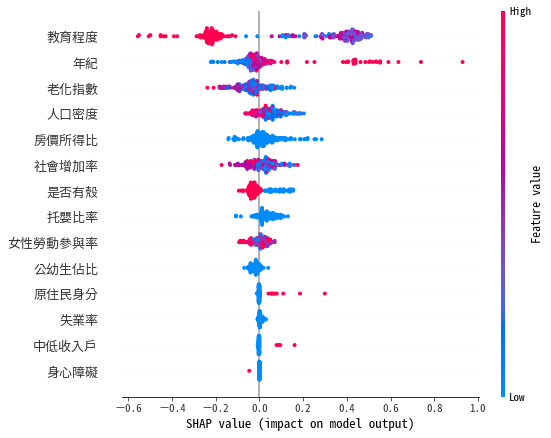 High
教育程度
年紀
老化指數
人口密度
房價所得比
社會增加率
是否有殼
托嬰比率
女性勞動參與率
公幼生佔比
原住民身分
失業率
中低收入戶
身心障礙
Low
Feature value
−0.6 −0.4 −0.2 0.0 0.2 0.4 0.6 0.8 1.0
SHAP value (impact on model output)